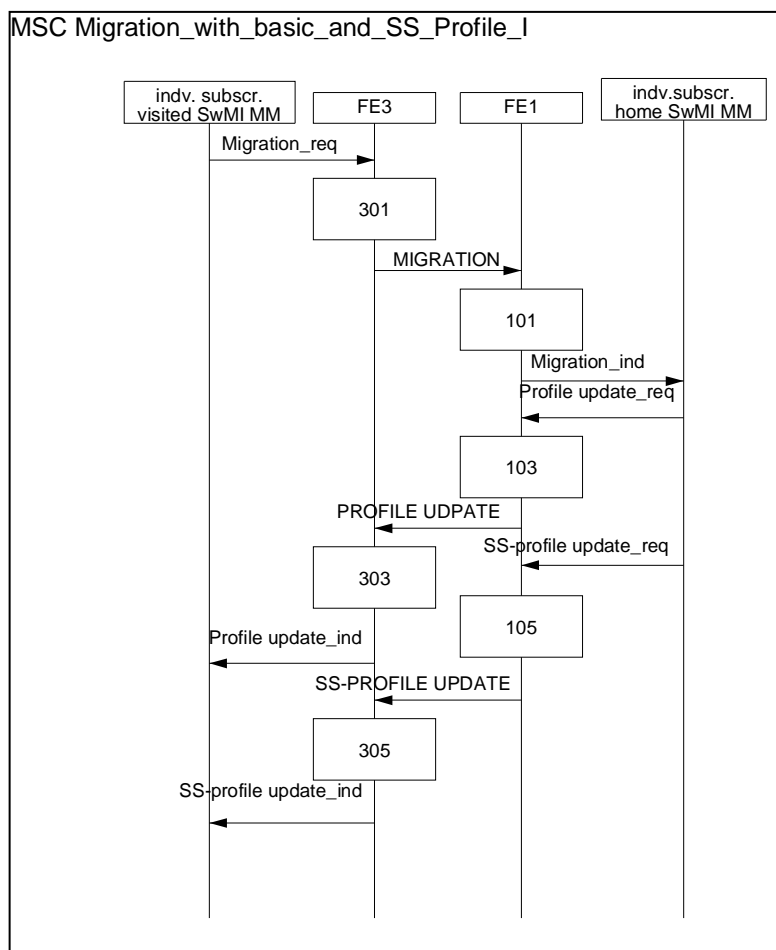 MSC Migration_with_basic_and_SS_Profile_I
indv. subscr.
visited SwMI MM
FE3
FE1
indv.subscr.
home SwMI MM
Migration_req
301
MIGRATION
101
Migration_ind
Profile update_req
103
PROFILE UDPATE
SS-profile update_req
303
105
Profile update_ind
SS-PROFILE UPDATE
305
SS-profile update_ind